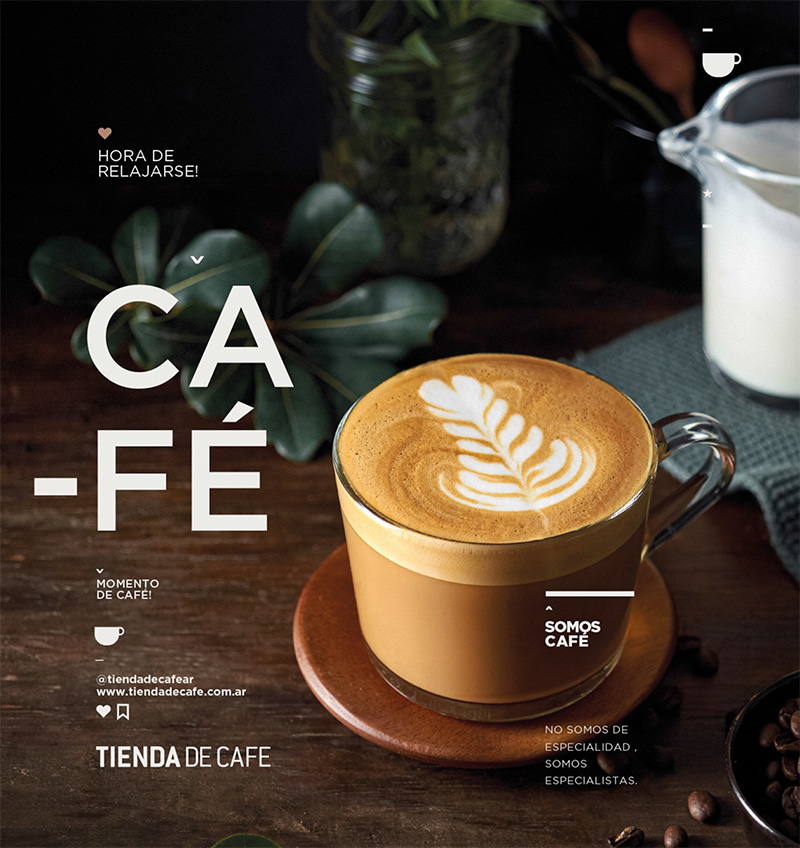 HORA DE
RELAJARSE!
CA
-FÉ
MOMENTO
DE CAFÉ!
@tiendadecafear
www.tiendadecafe.com.ar
TIENDA DE CAFE
SOMOS
CAFÉ
NO SOMOS DE
ESPECIALIDAD ,
SOMOS
ESPECIALISTAS.